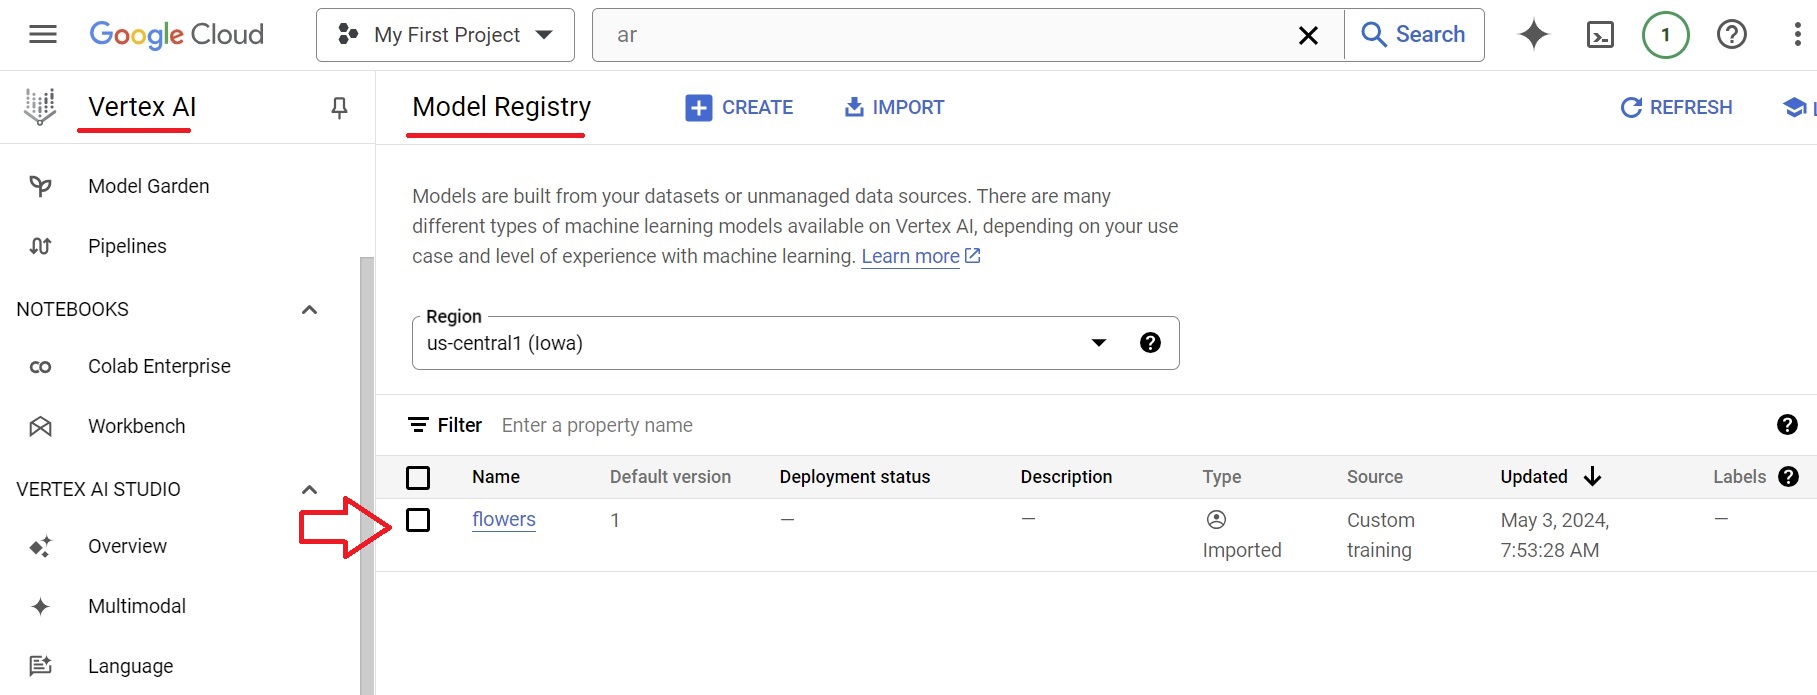 Google Cloud
My First Project
ar
Search
1
Vertex AI
Model Registry
CREATE
IMPORT
REFRESH
L
Model Garden
Pipelines
NOTEBOOKS
Colab Enterprise
Workbench
VERTEX AI STUDIO
Overview
Multimodal
Language
Models are built from your datasets or unmanaged data sources. There are many
different types of machine learning models available on Vertex AI, depending on your use
case and level of experience with machine learning. Learn more
Region
us-central1 (Iowa)
Filter Enter a property name
Name Default version Deployment status Description Type Source Updated Labels
flowers 1 — — Imported Custom training May 3, 2024, 7:53:28 AM —